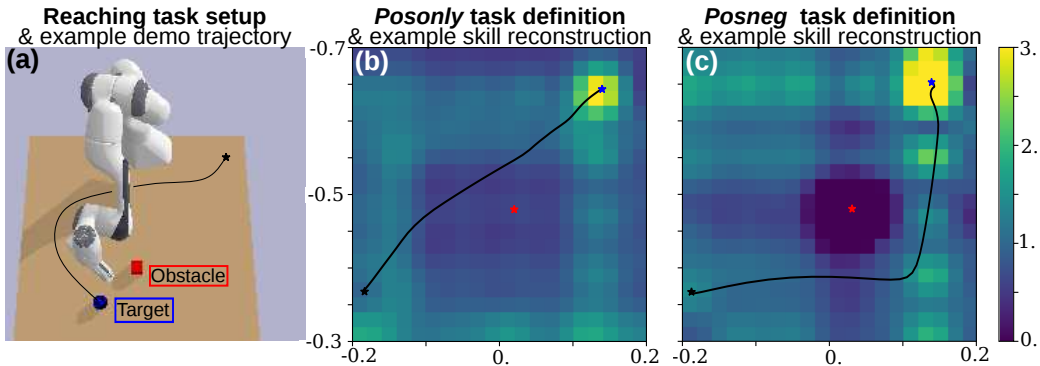 Reaching task setup
& example demo trajectory
(a)
Obstacle
Target
Posonly task definition
& example skill reconstruction
(b)
-0.7
-0.5
-0.3
-0.2
0.
0.2
Posneg task definition
& example skill reconstruction
(c)
-0.2
0.
0.2
3.
1.
0.